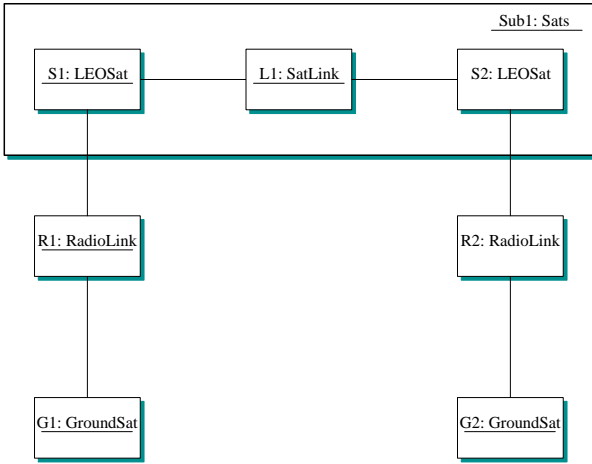 Sub1: Sats
S1: LEOSat
L1: SatLink
S2: LEOSat
R1: RadioLink
R2: RadioLink
G1: GroundSat
G2: GroundSat